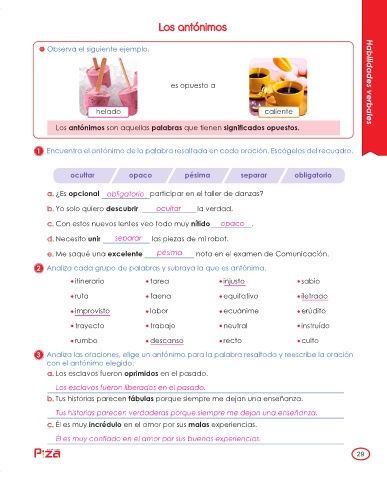 Los antónimos
Observa el siguiente ejemplo.
helado
es opuesto a
caliente
Los antónimos son aquellas palabras que tienen significados opuestos.
Habilidades verbales
1 Encuentra el antónimo de la palabra resaltada en cada oración. Escógelos del recuadro.
ocultar opaco pésima separar obligatorio
a. ¿Es opcional obligatorio participar en el taller de danzas?
b. Yo solo quiero descubrir ocultar la verdad.
c. Con estos nuevos lentes veo todo muy nítido opaco.
d. Necesito unir separar las piezas de mi robot.
e. Me saqué una excelente pésima nota en el examen de Comunicación.
2 Analiza cada grupo de palabras y subraya la que es antónima.
• itinerario • tarea • injusto • sabio
• ruta • faena • equitativo • iletrado
• improvisto • labor • ecuánime • erudito
• trayecto • trabajo • neutral • instruido
• rumbo • descanso • recto • culto
3 Analiza las oraciones, elige un antónimo para la palabra resaltada y reescribe la oración
con el antónimo elegido.
a. Los esclavos fueron oprimidos en el pasado.
Los esclavos fueron liberados en el pasado.
b. Tus historias parecen fábulas porque siempre me dejan una enseñanza.
Tus historias parecen verdaderas porque siempre me dejan una enseñanza.
c. Él es muy incrédulo en el amor por sus malas experiencias.
Él es muy confiado en el amor por sus buenas experiencias.
Pizza
29